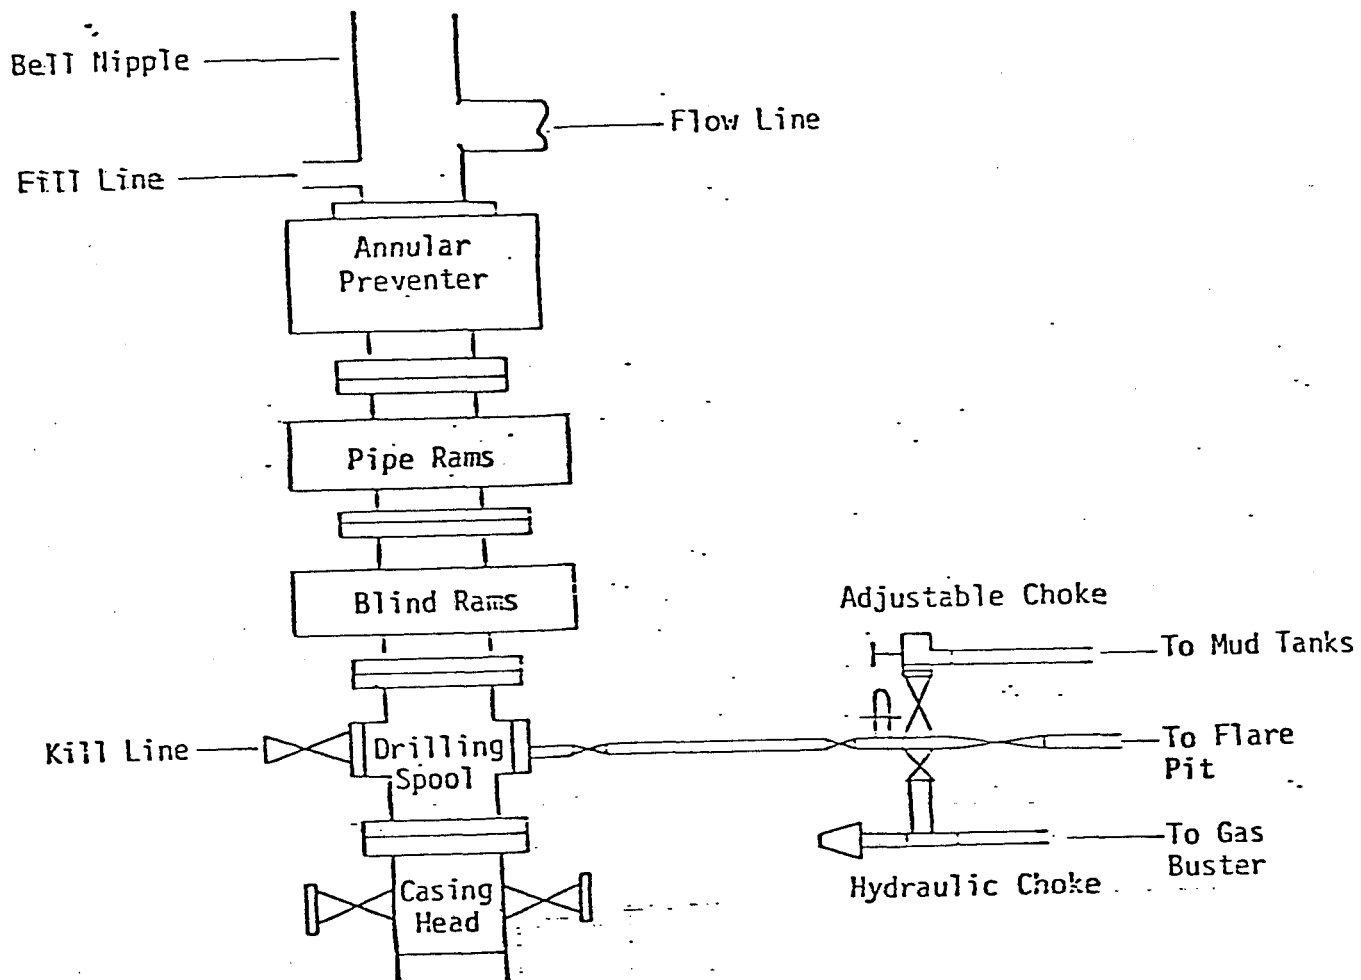 Bell Nipple
Flow Line
Fill Line
Annular
Preventer
Pipe Rams
Blind Rams
Adjustable Choke
To Mud Tanks
Kill Line
Drilling
Spool
To Flare
Pit
To Gas
Buster
Hydraulic Choke
Casing
Head